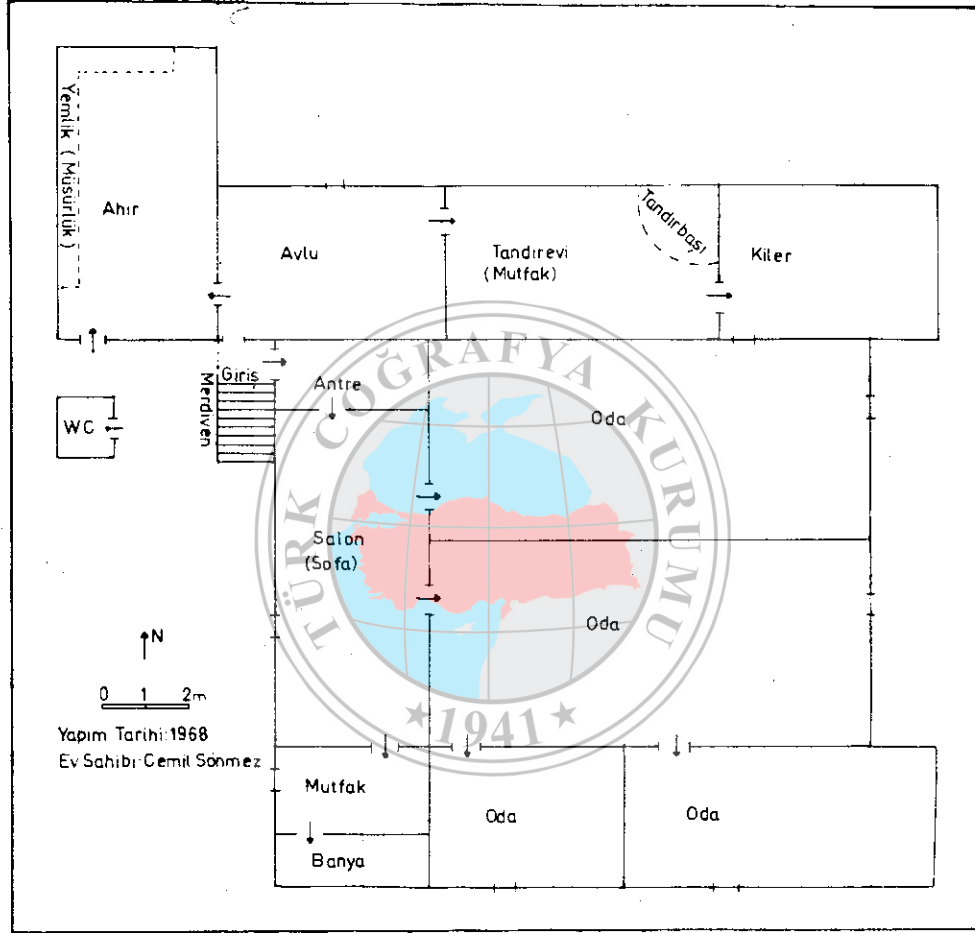 Yemlik ( Müsürlük )
Ahır
Avlu
Tandırevi
(Mutfak)
Tandırbaşı
Kiler
Giriş
Merdiven
Antre
WC
Oda
Salon
(Sofa)
Oda
N
0 1 2m
Yapım Tarihi:1968
Ev Sahibi:Cemil Sönmez
Mutfak
Banya
Oda
Oda
TÜRK COĞRAFYA KURUMU
★1941★